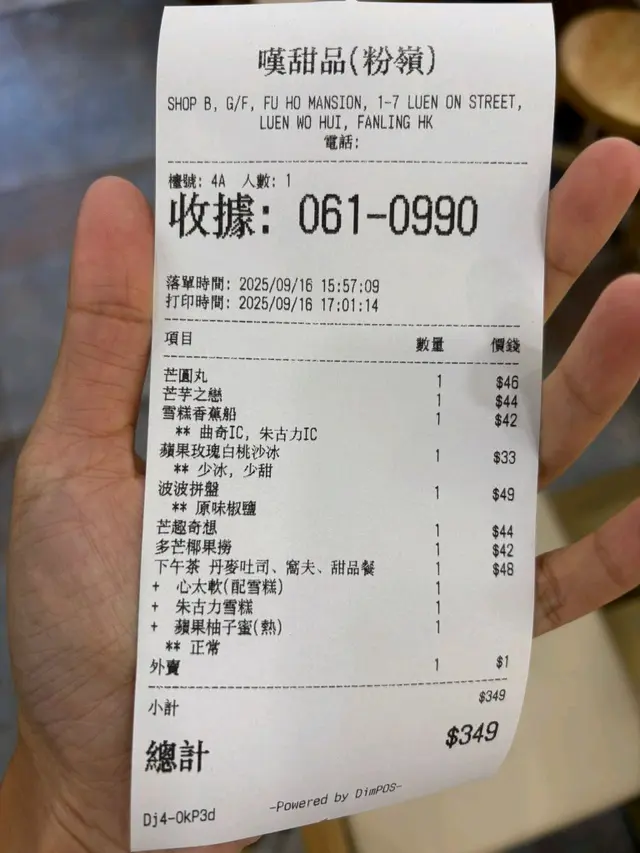 嘆甜品(粉嶺)
SHOP B, G/F, FU HO MANSION, 1-7 LUEN ON STREET,
LUEN WO HUI, FANLING HK
電話:
檯號: 4A 人數: 1
收據: 061-0990
落單時間: 2025/09/16 15:57:09
打印時間: 2025/09/16 17:01:14
項目 數量 價錢
芒圓丸 1 $46
芒芋之戀 1 $44
雪糕香蕉船 1 $42
** 曲奇IC, 朱古力IC
蘋果玫瑰白桃沙冰 1 $33
** 少冰, 少甜
波波拼盤 1 $49
** 原味椒鹽
芒趣奇想 1 $44
多芒椰果撈 1 $42
下午茶 丹麥吐司、窩夫、甜品餐 1 $48
+ 心太軟(配雪糕) 1
+ 朱古力雪糕 1
+ 蘋果柚子蜜(熱) 1
** 正常
外賣 1 $1
小計 $349
總計 $349
Dj4-OkP3d -Powered by DimPOS-